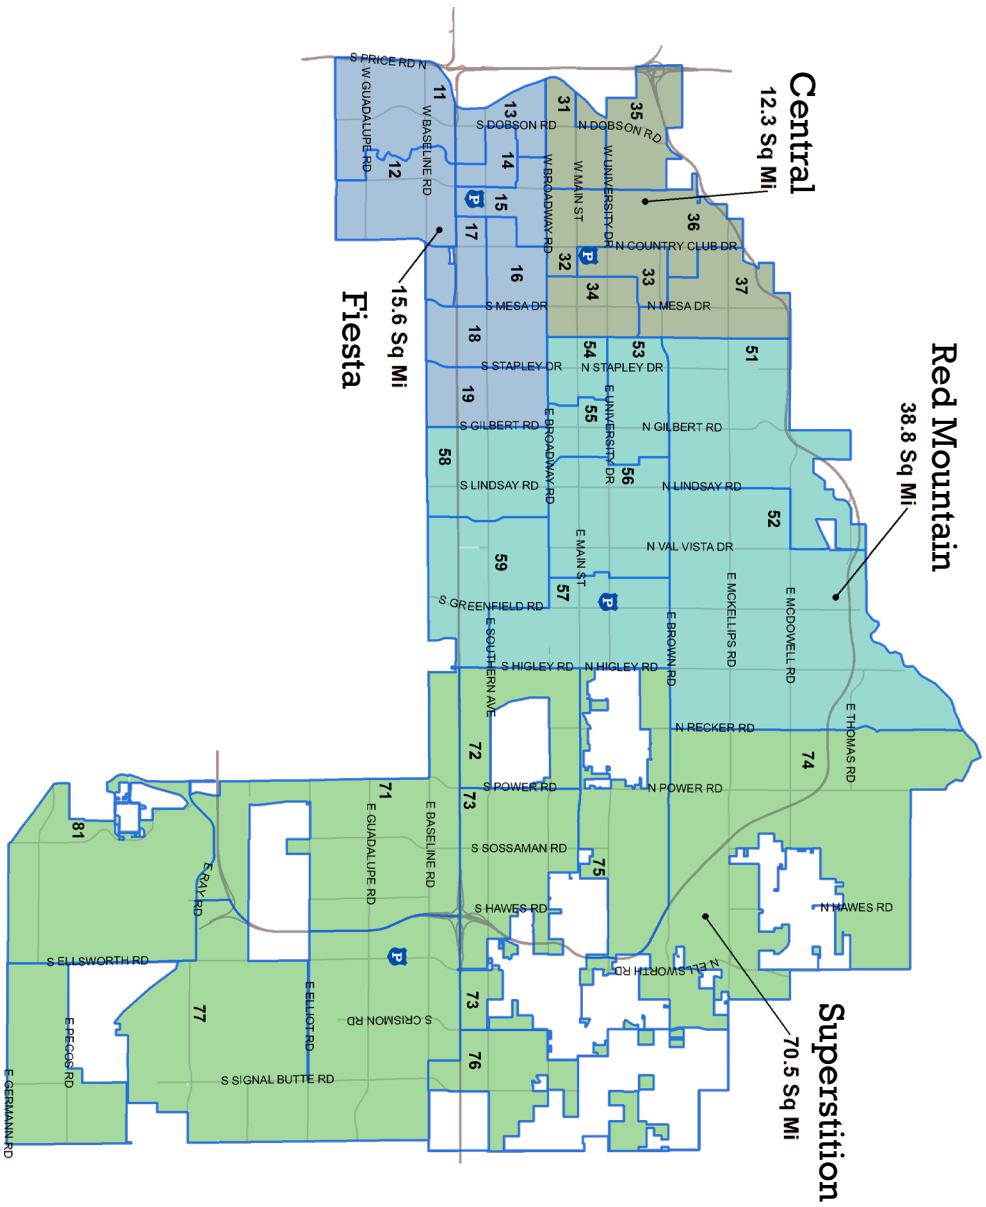 Central
12.3 Sq Mi
Red Mountain
38.8 Sq Mi
Superstition
70.5 Sq Mi
Fiesta
15.6 Sq Mi
S PRICE RD N
W GUADALUPE RD
W BASELINE RD
S DOBSON RD
N DOBSON RD
W BROADWAY RD
W MAIN ST
W UNIVERSITY DR
N COUNTRY CLUB DR
S MESA DR
N MESA DR
S STAPLEY DR
N STAPLEY DR
S GILBERT RD
N GILBERT RD
E BROADWAY RD
E UNIVERSITY DR
S LINDSAY RD
N LINDSAY RD
E MAIN ST
N VAL VISTA DR
S GREENFIELD RD
E SOUTHERN AVE
E BROWN RD
E MCKELLIPS RD
E MCDOWELL RD
E THOMAS RD
S HIGLEY RD
N HIGLEY RD
N RECKER RD
S POWER RD
N POWER RD
E GUADALUPE RD
E BASELINE RD
S SOSSAMAN RD
E RAY RD
S HAWES RD
N HAWES RD
S ELLSWORTH RD
N ELLSWORTH RD
E ELLIOT RD
S CRISMON RD
E PECOS RD
S SIGNAL BUTTE RD
E GERMANN RD
11
12
13
14
15
16
17
18
19
31
32
33
34
35
36
37
51
52
53
54
55
56
57
58
59
71
72
73
73
74
75
76
77
81
P
P
P
P